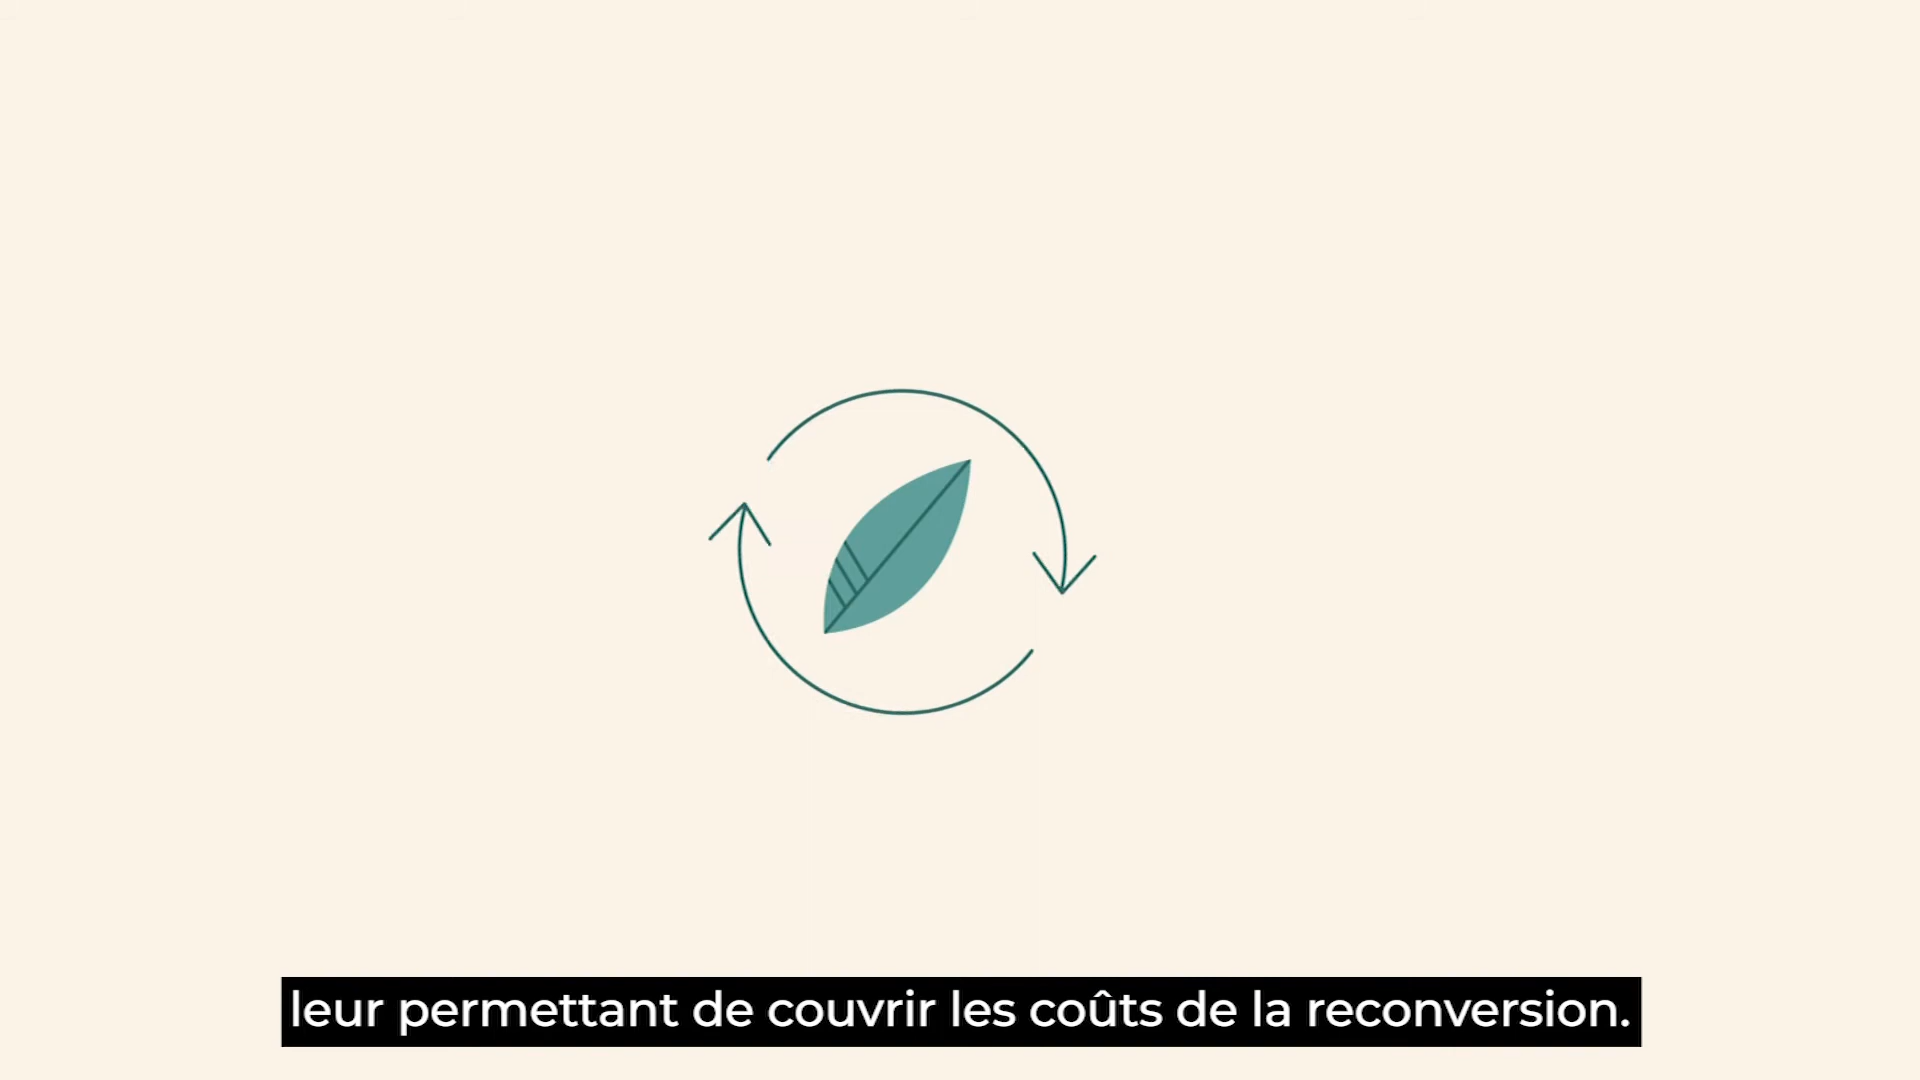 leur permettant de couvrir les coûts de la reconversion.